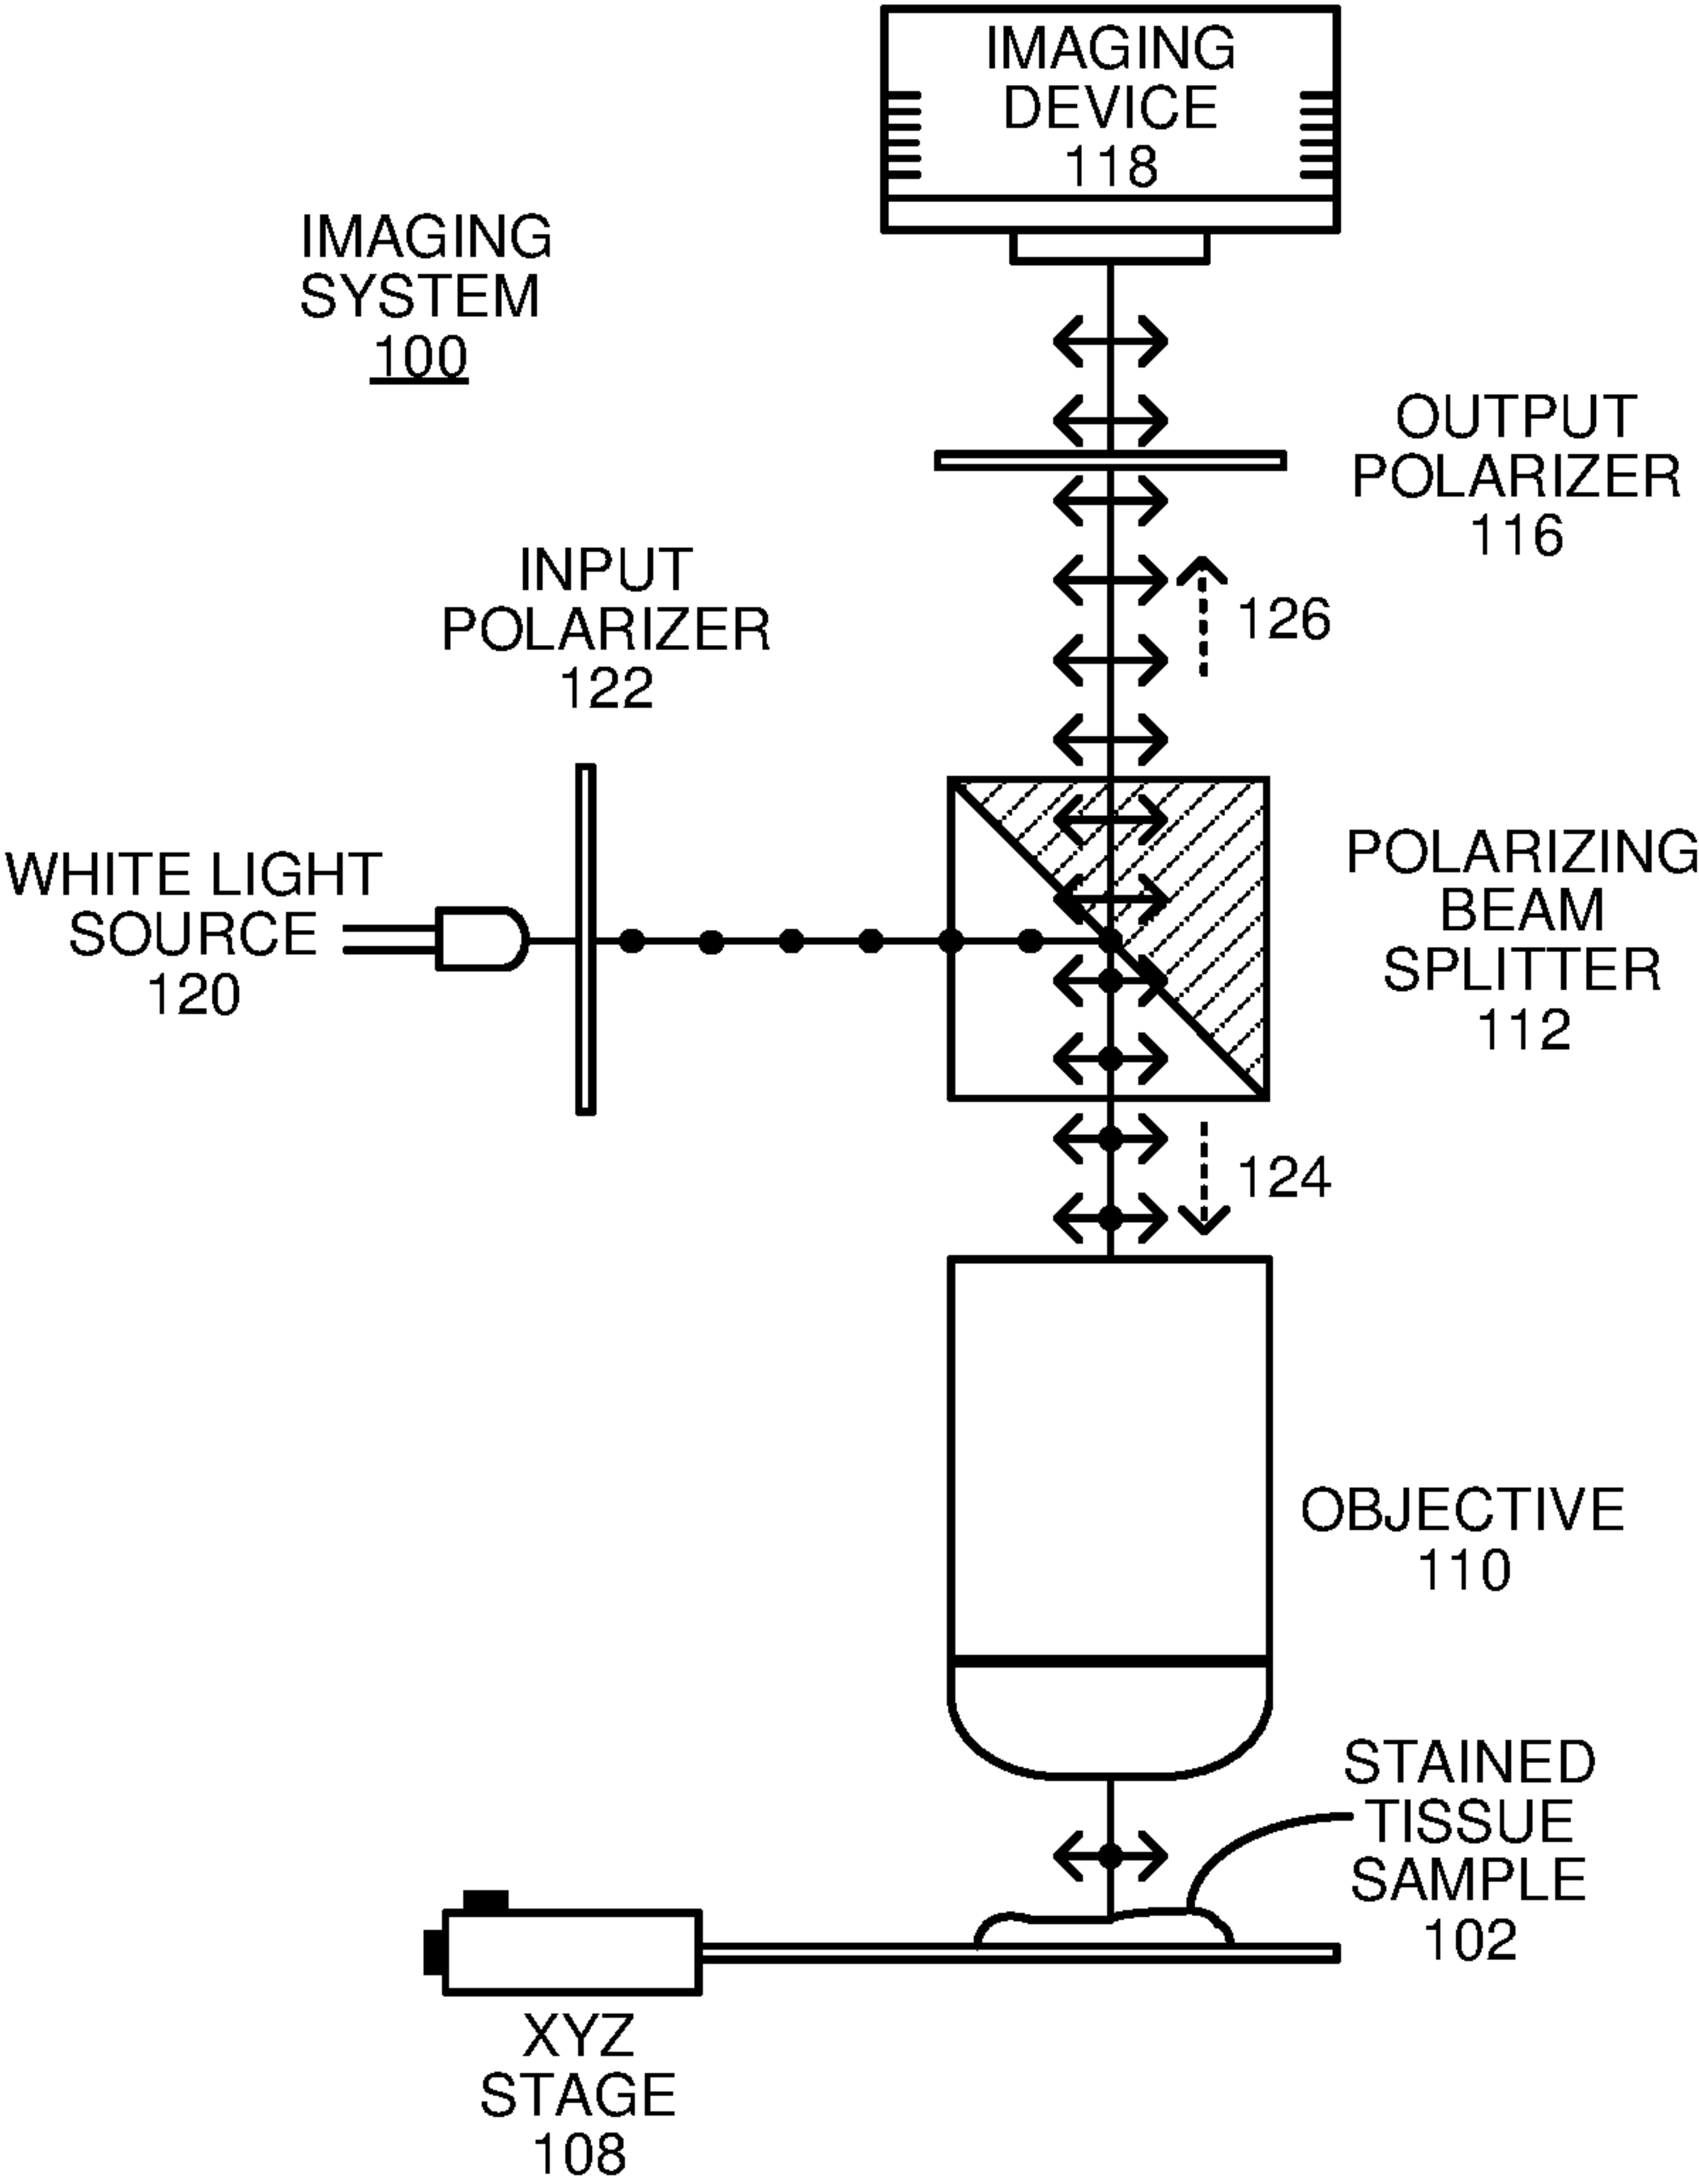 IMAGING
DEVICE
118
IMAGING
SYSTEM
100
OUTPUT
POLARIZER
116
INPUT
POLARIZER
122
126
WHITE LIGHT
SOURCE
120
POLARIZING
BEAM
SPLITTER
112
124
OBJECTIVE
110
STAINED
TISSUE
SAMPLE
102
XYZ
STAGE
108